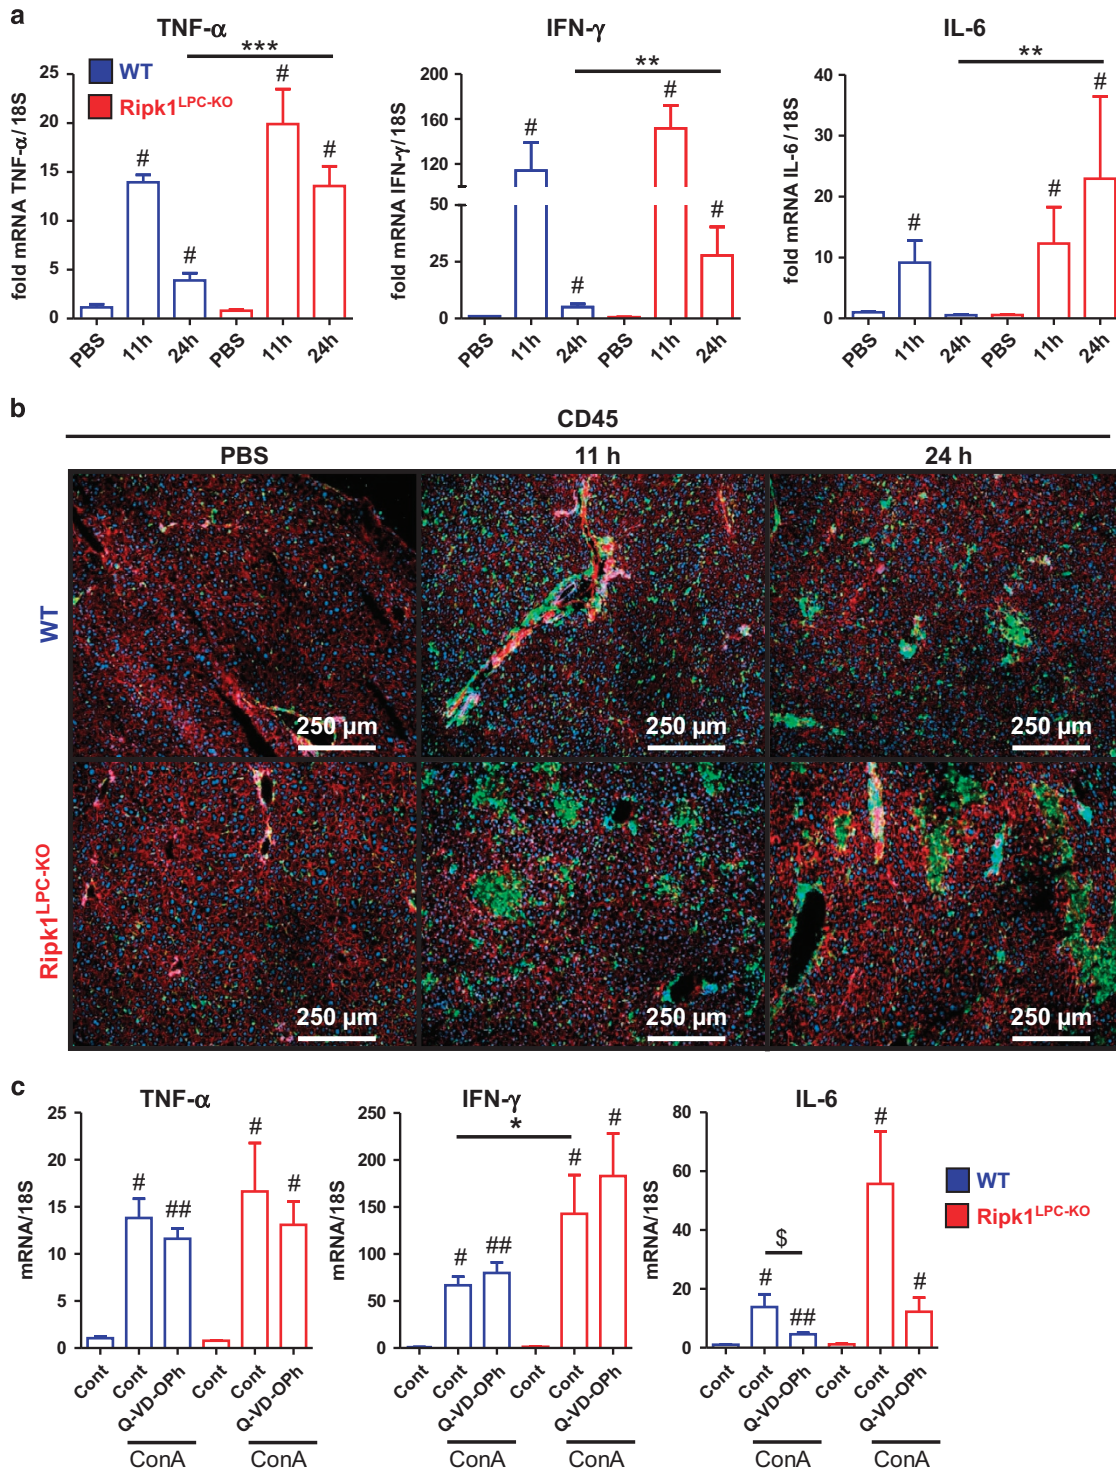 a
TNF-α
IFN-γ
IL-6
WT
Ripk1LPC-KO
***
**
**
fold mRNA TNF-α/18S
25
20
15
10
5
0
#
#
#
#
PBS
11h
24h
PBS
11h
24h
fold mRNA IFN-γ/18S
200
160
120
50
25
0
#
#
#
#
PBS
11h
24h
PBS
11h
24h
fold mRNA IL-6/18S
40
30
20
10
0
#
#
#
PBS
11h
24h
PBS
11h
24h
b
CD45
PBS
11 h
24 h
WT
250 µm
250 µm
250 µm
Ripk1LPC-KO
250 µm
250 µm
250 µm
c
TNF-α
IFN-γ
IL-6
mRNA/18S
25
20
15
10
5
0
#
##
#
#
Cont
Cont
Q-VD-OPh
Cont
Cont
Q-VD-OPh
ConA
ConA
mRNA/18S
250
200
150
100
50
0
*
#
##
#
#
Cont
Cont
Q-VD-OPh
Cont
Cont
Q-VD-OPh
ConA
ConA
mRNA/18S
80
60
40
20
0
$
#
##
#
#
Cont
Cont
Q-VD-OPh
Cont
Cont
Q-VD-OPh
ConA
ConA
WT
Ripk1LPC-KO